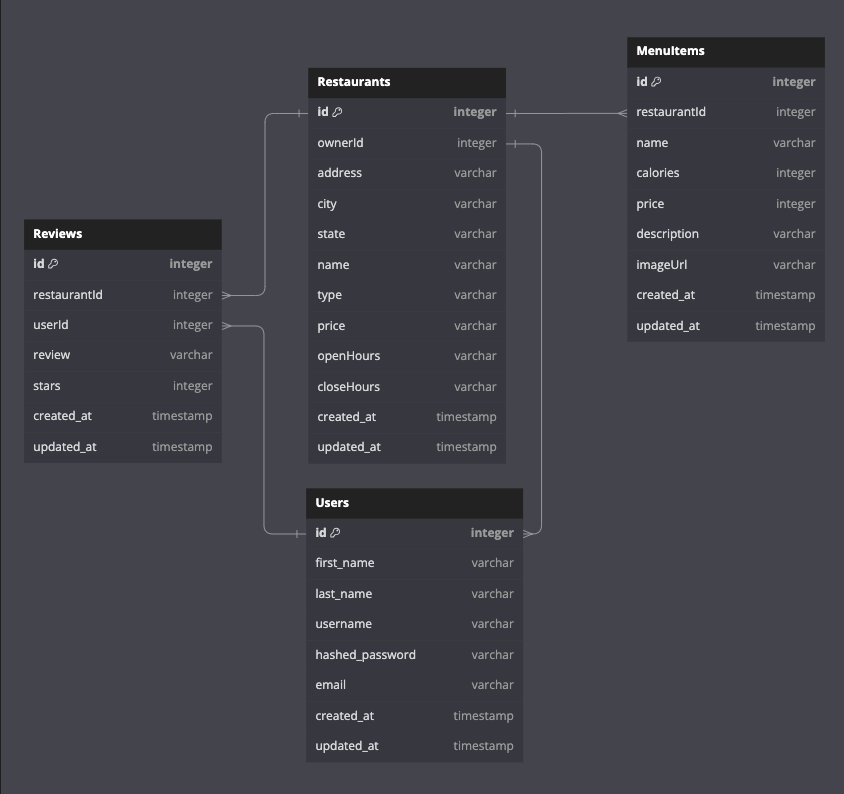 MenuItems
id integer
restaurantId integer
name varchar
calories integer
price integer
description varchar
imageUrl varchar
created_at timestamp
updated_at timestamp
Restaurants
id integer
ownerId integer
address varchar
city varchar
state varchar
name varchar
type varchar
price varchar
openHours varchar
closeHours varchar
created_at timestamp
updated_at timestamp
Reviews
id integer
restaurantId integer
userId integer
review varchar
stars integer
created_at timestamp
updated_at timestamp
Users
id integer
first_name varchar
last_name varchar
username varchar
hashed_password varchar
email varchar
created_at timestamp
updated_at timestamp